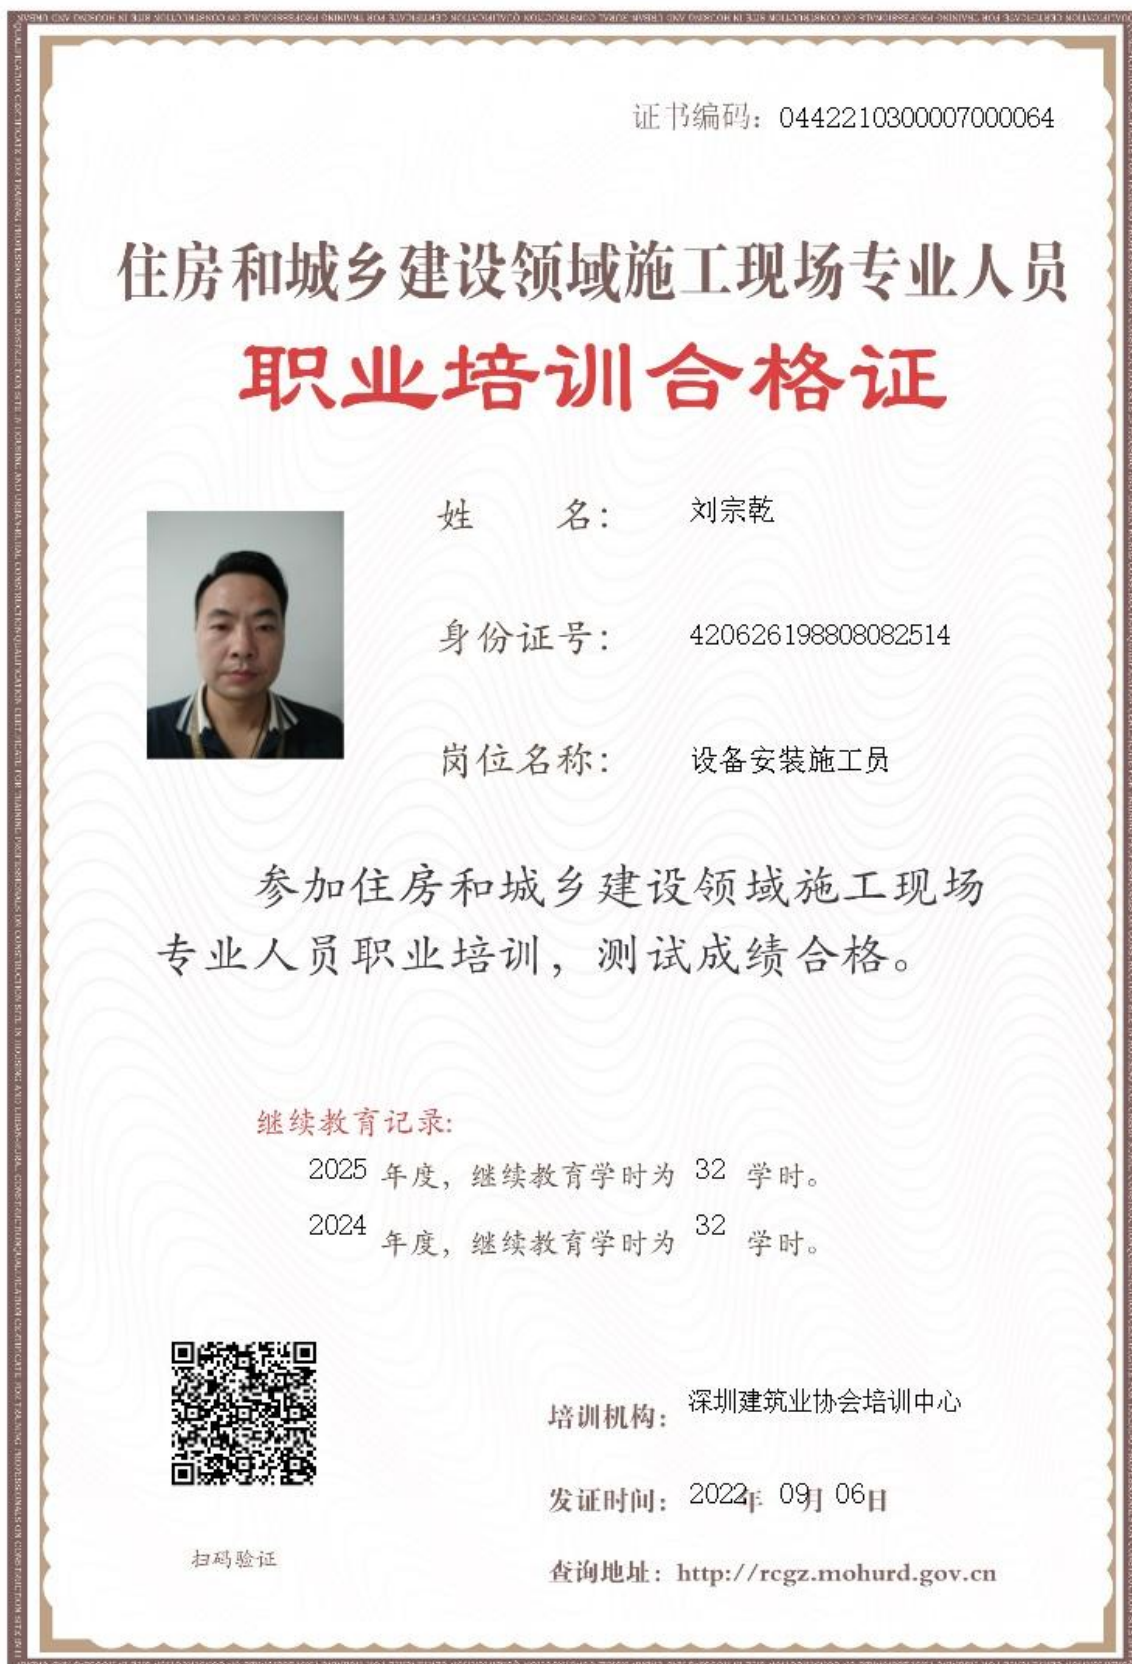 证书编码：0442210300007000064
住房和城乡建设领域施工现场专业人员
职业培训合格证
姓 名： 刘宗乾
身份证号： 420626198808082514
岗位名称： 设备安装施工员
参加住房和城乡建设领域施工现场
专业人员职业培训，测试成绩合格。
继续教育记录:
2025 年度，继续教育学时为 32 学时。
2024 年度，继续教育学时为 32 学时。
培训机构： 深圳建筑业协会培训中心
发证时间： 2022年 09月 06日
扫码验证
查询地址：http://rcgz.mohurd.gov.cn